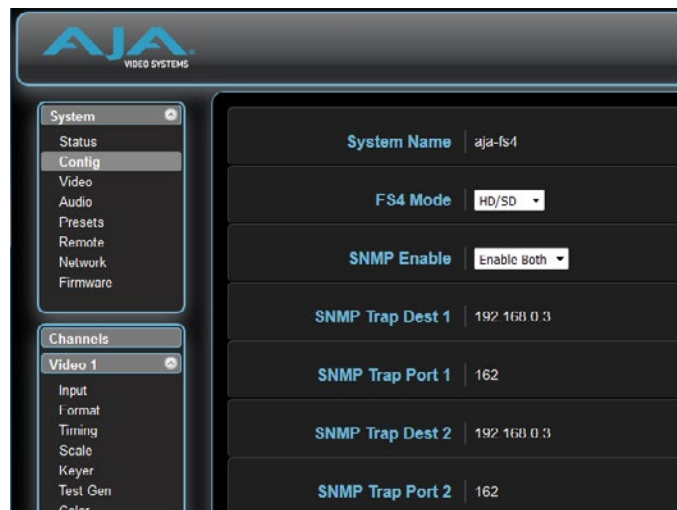 AJA
VIDEO SYSTEMS
System
Status
Config
Video
Audio
Presets
Remote
Network
Firmware
Channels
Video 1
Input
Format
Timing
Scale
Keyer
Test Gen
Color
System Name aja-fs4
FS4 Mode HD/SD
SNMP Enable Enable Both
SNMP Trap Dest 1 192.168.0.3
SNMP Trap Port 1 162
SNMP Trap Dest 2 192.168.0.3
SNMP Trap Port 2 162